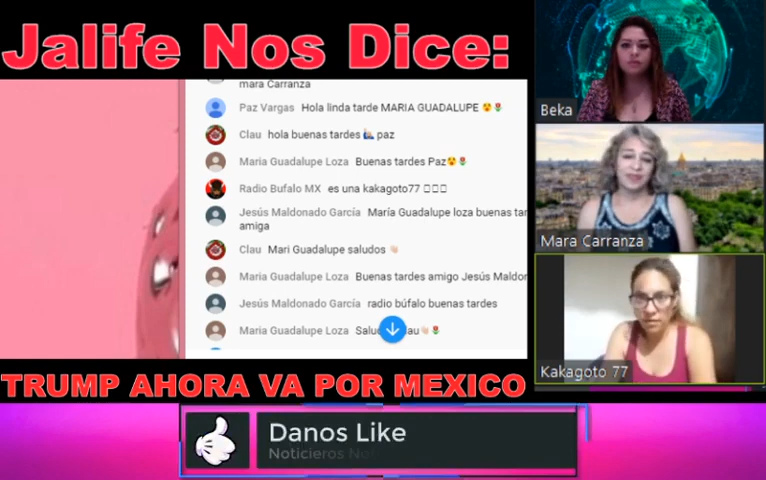 Jalife Nos Dice:
mara Carranza
Paz Vargas Hola linda tarde MARIA GUADALUPE 😍🌷
Clau hola buenas tardes 🙋🏻 paz
Maria Guadalupe Loza Buenas tardes Paz😍🌷
Radio Bufalo MX es una kakagoto77 □□□
Jesús Maldonado García María Guadalupe loza buenas tar
amiga
Clau Mari Guadalupe saludos 👋🏻
Maria Guadalupe Loza Buenas tardes amigo Jesús Maldor
Jesús Maldonado García radio búfalo buenas tardes
Maria Guadalupe Loza
TRUMP AHORA VA POR MEXICO
Beka
Mara Carranza
Kakagoto 77
Danos Like
Noticieros